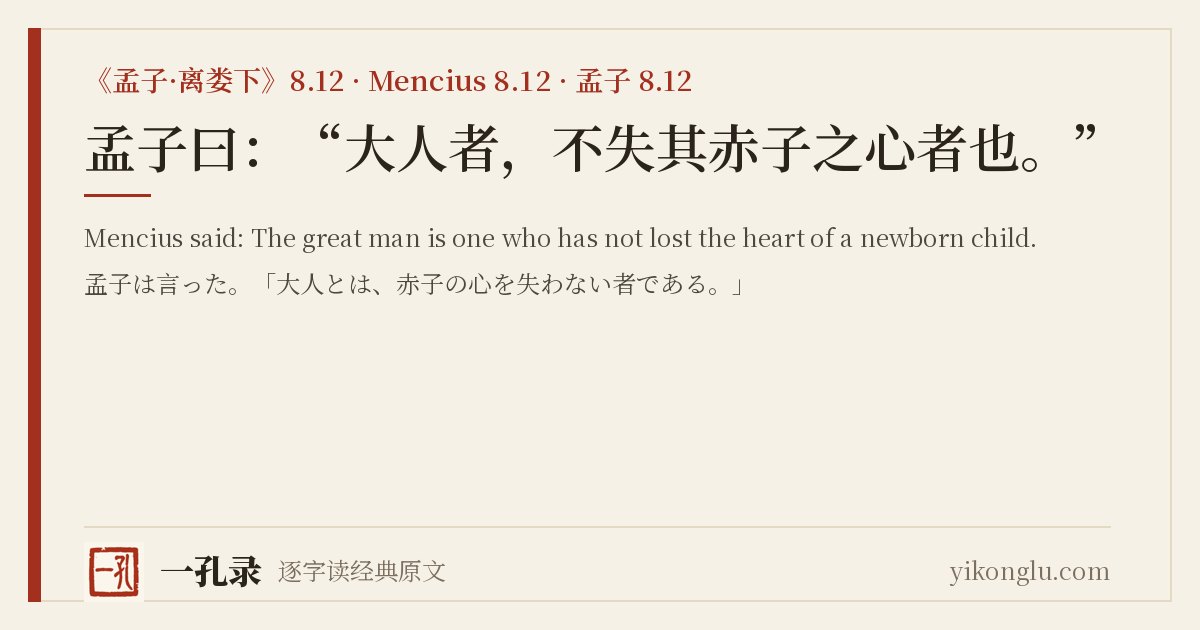 《孟子·离娄下》8.12 · Mencius 8.12 · 孟子 8.12
孟子曰：“大人者，不失其赤子之心者也。”
Mencius said: The great man is one who has not lost the heart of a newborn child.
孟子は言った。「大人とは、赤子の心を失わない者である。」
一孔
一孔录 逐字读经典原文 yikonglu.com